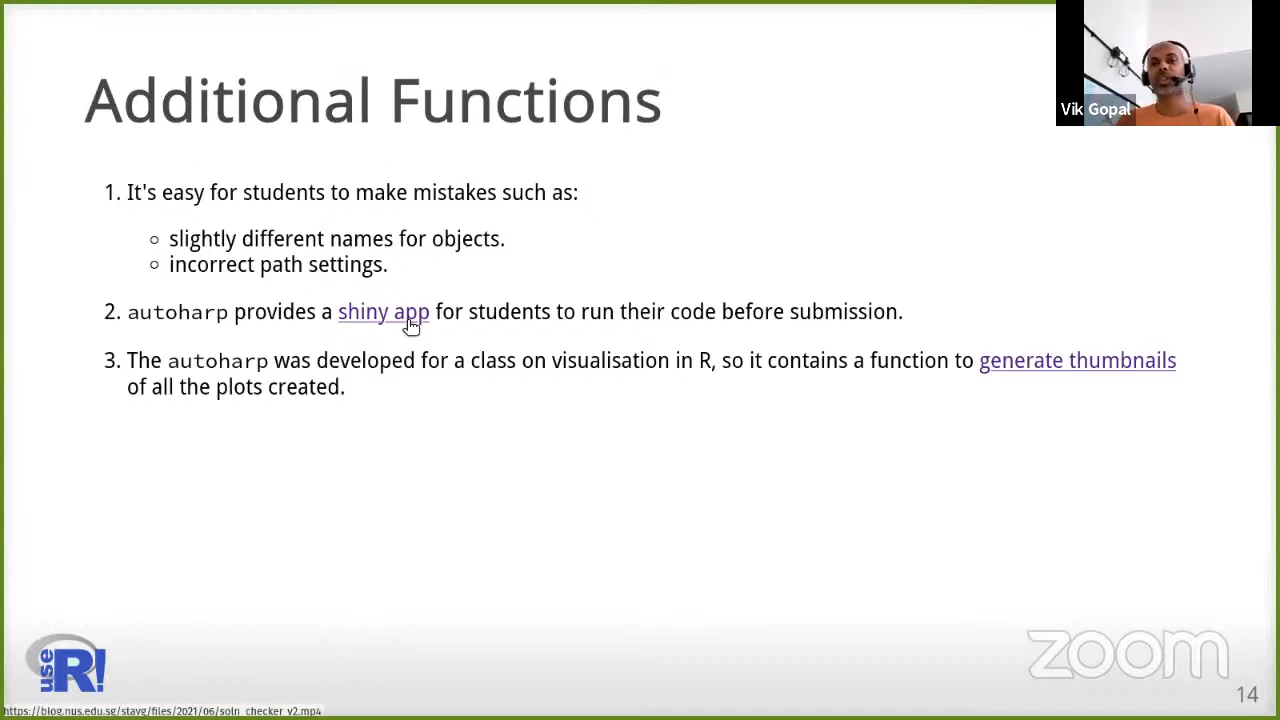 Additional Functions
Vik Gopal
1. It's easy for students to make mistakes such as:
slightly different names for objects.
incorrect path settings.
2. autoharp provides a shiny app for students to run their code before submission.
3. The autoharp was developed for a class on visualisation in R, so it contains a function to generate thumbnails
of all the plots created.
use R!
zoom
14
https://blog.nus.edu.sg/stavg/files/2021/06/soln_checker_v2.mp4